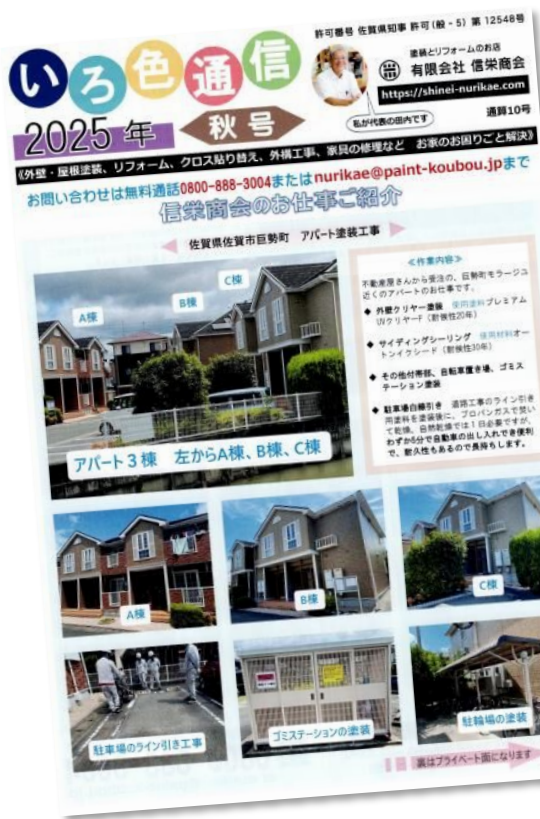 許可番号 佐賀県知事 許可(般-5)第12548号
いろ色通信
塗装とリフォームのお店
有限会社 信栄商会
https://shinei-nurikae.com
私が代表の田内です
通算10号
2025年 秋号
《外壁・屋根塗装、リフォーム、クロス貼り替え、外構工事、家具の修理など お家のお困りごと解決》
お問い合わせは無料通話0800-888-3004またはnurikae@paint-koubou.jpまで
信栄商会のお仕事ご紹介
佐賀県佐賀市巨勢町 アパート塗装工事
A棟
B棟
C棟
アパート3棟 左からA棟、B棟、C棟
≪作業内容≫
不動産屋さんから受注の、巨勢町モラージュ
近くのアパートのお仕事です。
◆ 外壁クリヤー塗装 使用塗料プレミアム
UVクリヤーF(耐候性20年)
◆ サイディングシーリング 使用材料オー
トンイクシード(耐候性30年)
◆ その他付帯部、自転車置き場、ゴミス
テーション塗装
◆ 駐車場白線引き 道路工事のライン引き
用塗料を塗装後に、プロパンガスで焚い
て乾燥、自然乾燥では1日必要ですが、
わずか5分で自動車の出し入れでき便利
で、耐久性もあるので長持ちします。
A棟
B棟
C棟
駐車場のライン引き工事
ゴミステーションの塗装
駐輪場の塗装
裏はプライベート面になります